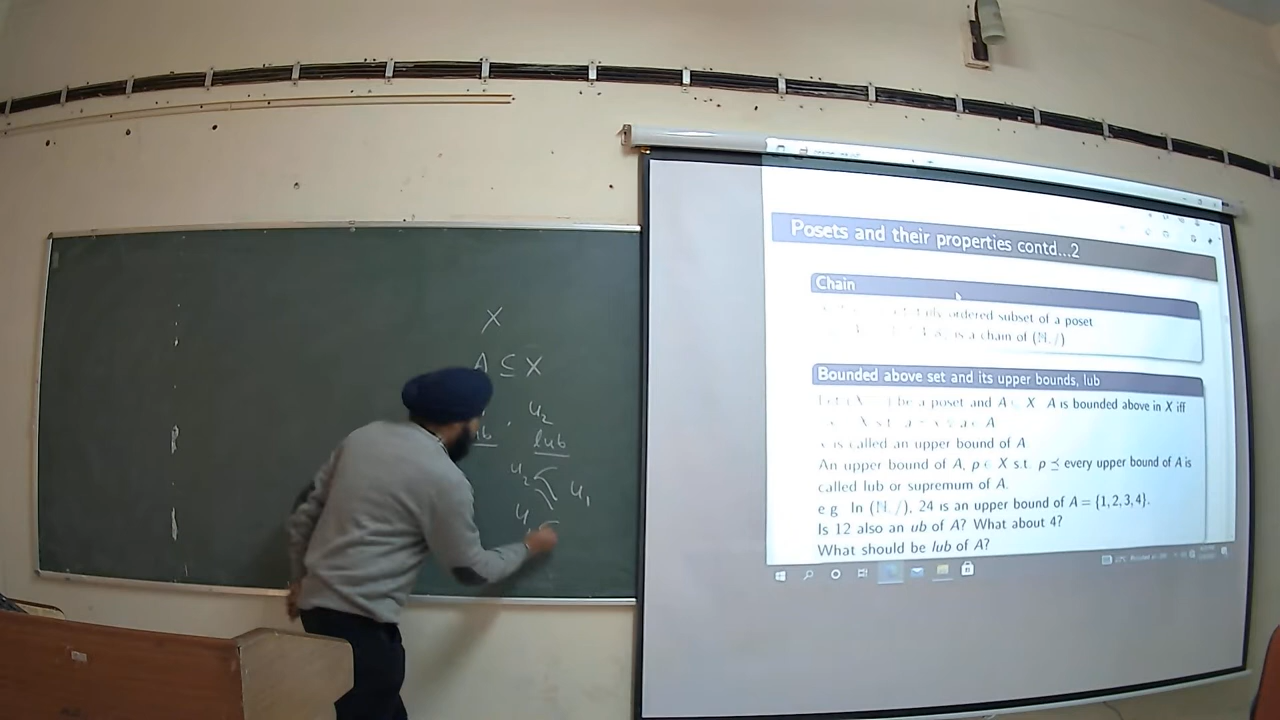 X
A ⊆ X
u₂
lub
u₂
u₁
Posets and their properties contd...2
Chain
ordered subset of a poset
is a chain of (ℕ, /)
Bounded above set and its upper bounds, lub
be a poset and A X A is bounded above in X iff
s.t. A
is called an upper bound of A
An upper bound of A, p ∈ X s.t. p ⪯ every upper bound of A is
called lub or supremum of A.
e g In (ℕ, /), 24 is an upper bound of A = {1, 2, 3, 4}.
Is 12 also an ub of A? What about 4?
What should be lub of A?